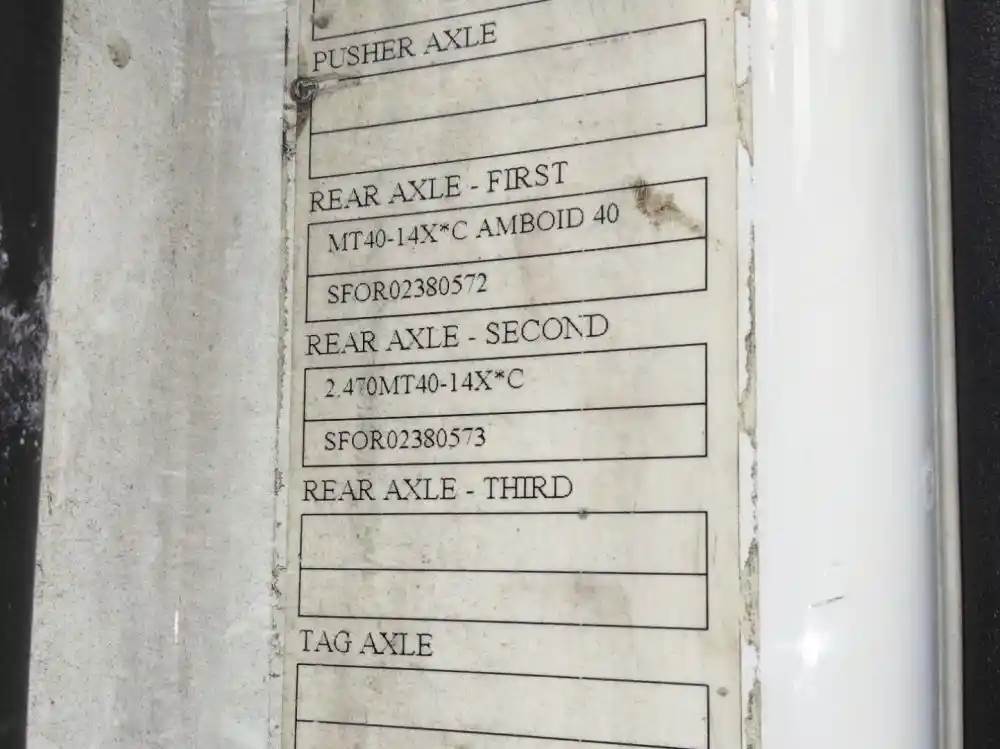 PUSHER AXLE
REAR AXLE - FIRST
MT40-14X*C AMBOID 40
SFOR02380572
REAR AXLE - SECOND
2.470MT40-14X*C
SFOR02380573
REAR AXLE - THIRD
TAG AXLE